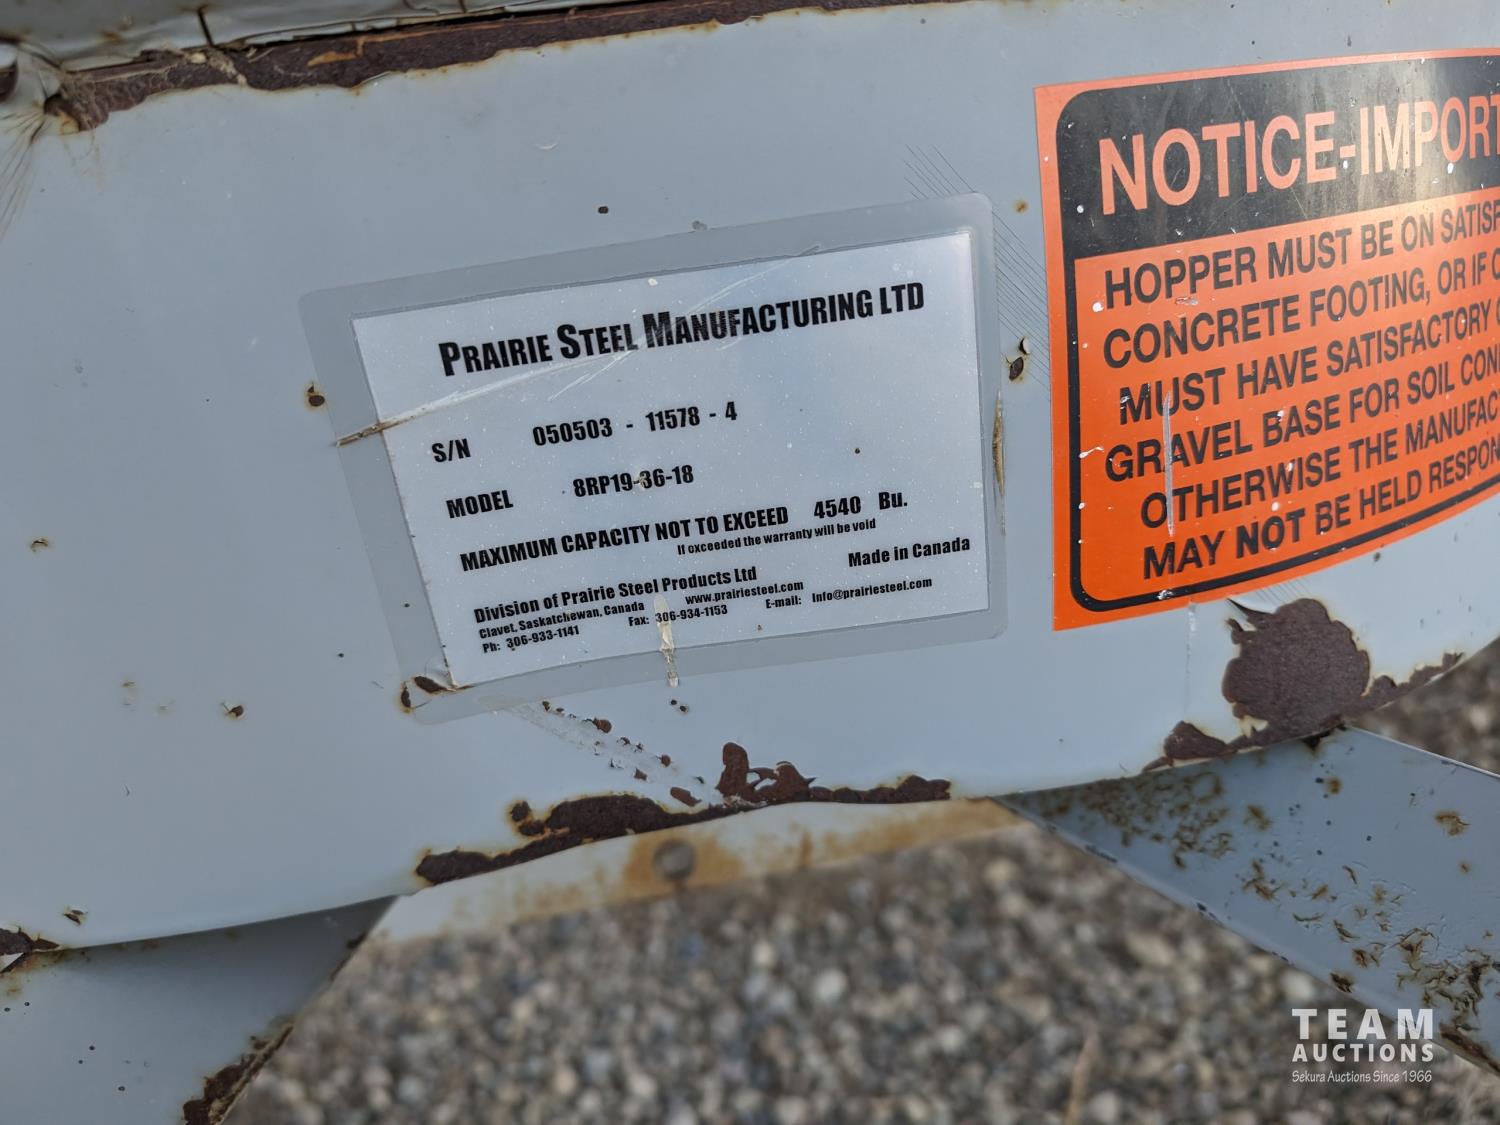 PRAIRIE STEEL MANUFACTURING LTD
S/N 050503 - 11578 - 4
MODEL 8RP19-36-18
MAXIMUM CAPACITY NOT TO EXCEED 4540 Bu.
If exceeded the warranty will be void
Made in Canada
Division of Prairie Steel Products Ltd
Clavet, Saskatchewan, Canada www.prairiesteel.com
Ph: 306-933-1141 Fax: 306-934-1153 E-mail: Info@prairiesteel.com
NOTICE-IMPORT
HOPPER MUST BE ON SATISF
CONCRETE FOOTING, OR IF
MUST HAVE SATISFACTORY
GRAVEL BASE FOR SOIL CON
OTHERWISE THE MANUFACT
MAY NOT BE HELD RESPON
TEAM
AUCTIONS
Sekura Auctions Since 1966